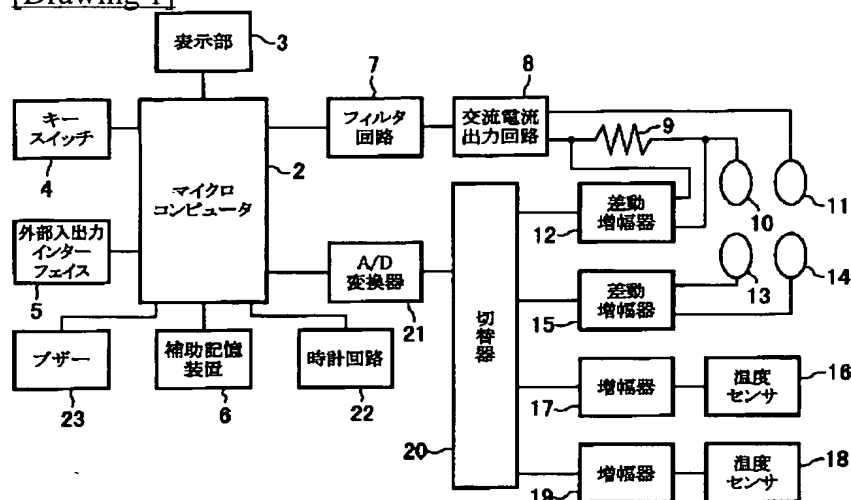 [Drawing 1]
表示部
3
7
8
キー
スイッチ
4
フィルタ
回路
交流電流
出力回路
9
2
マイクロ
コンピュータ
差動
増幅器
12
10
11
外部入出力
インター
フェイス
5
A/D
変換器
21
差動
増幅器
15
13
14
切
替
器
ブザー
23
補助記憶
装置
6
時計回路
22
増幅器
17
温度
センサ
16
20
増幅器
19
温度
センサ
18